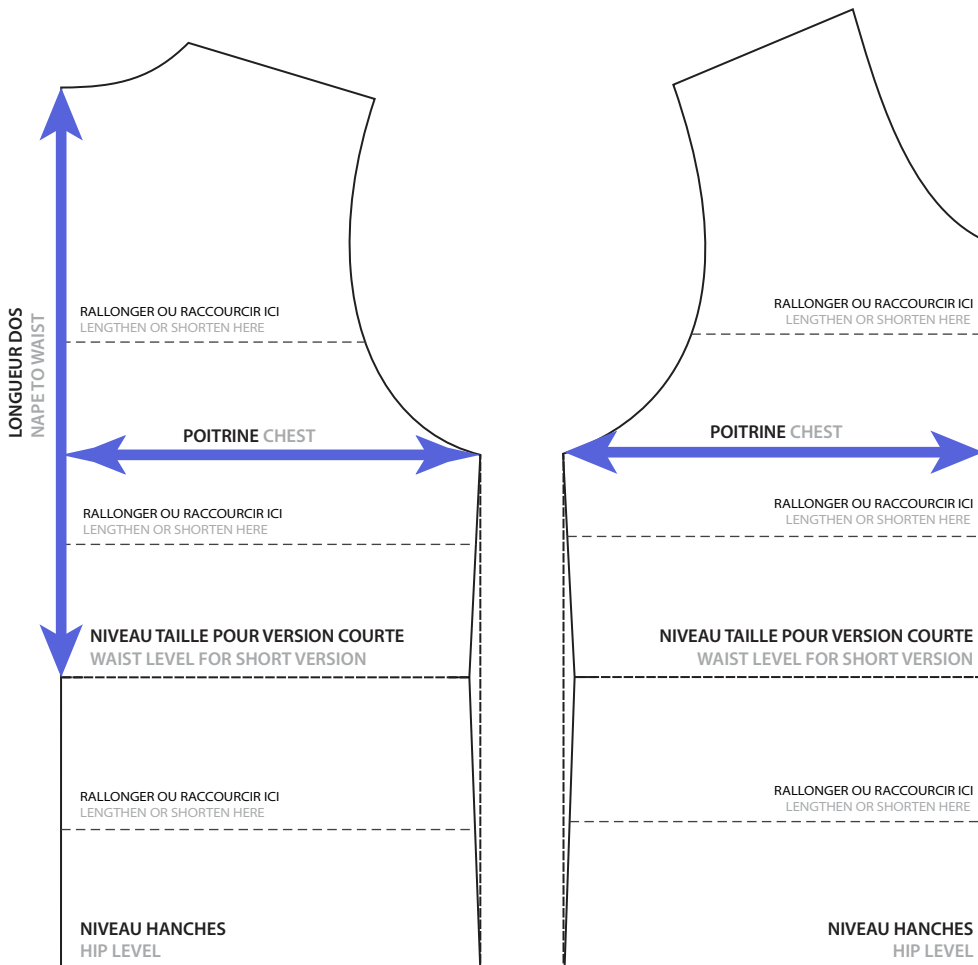 LONGUEUR DOS
NAPE TO WAIST
RALLONGER OU RACCOURCIR ICI
LENGTHEN OR SHORTEN HERE
POITRINE CHEST
RALLONGER OU RACCOURCIR ICI
LENGTHEN OR SHORTEN HERE
NIVEAU TAILLE POUR VERSION COURTE
WAIST LEVEL FOR SHORT VERSION
RALLONGER OU RACCOURCIR ICI
LENGTHEN OR SHORTEN HERE
NIVEAU HANCHES
HIP LEVEL
RALLONGER OU RACCOURCIR ICI
LENGTHEN OR SHORTEN HERE
POITRINE CHEST
RALLONGER OU RACCOURCIR ICI
LENGTHEN OR SHORTEN HERE
NIVEAU TAILLE POUR VERSION COURTE
WAIST LEVEL FOR SHORT VERSION
RALLONGER OU RACCOURCIR ICI
LENGTHEN OR SHORTEN HERE
NIVEAU HANCHES
HIP LEVEL